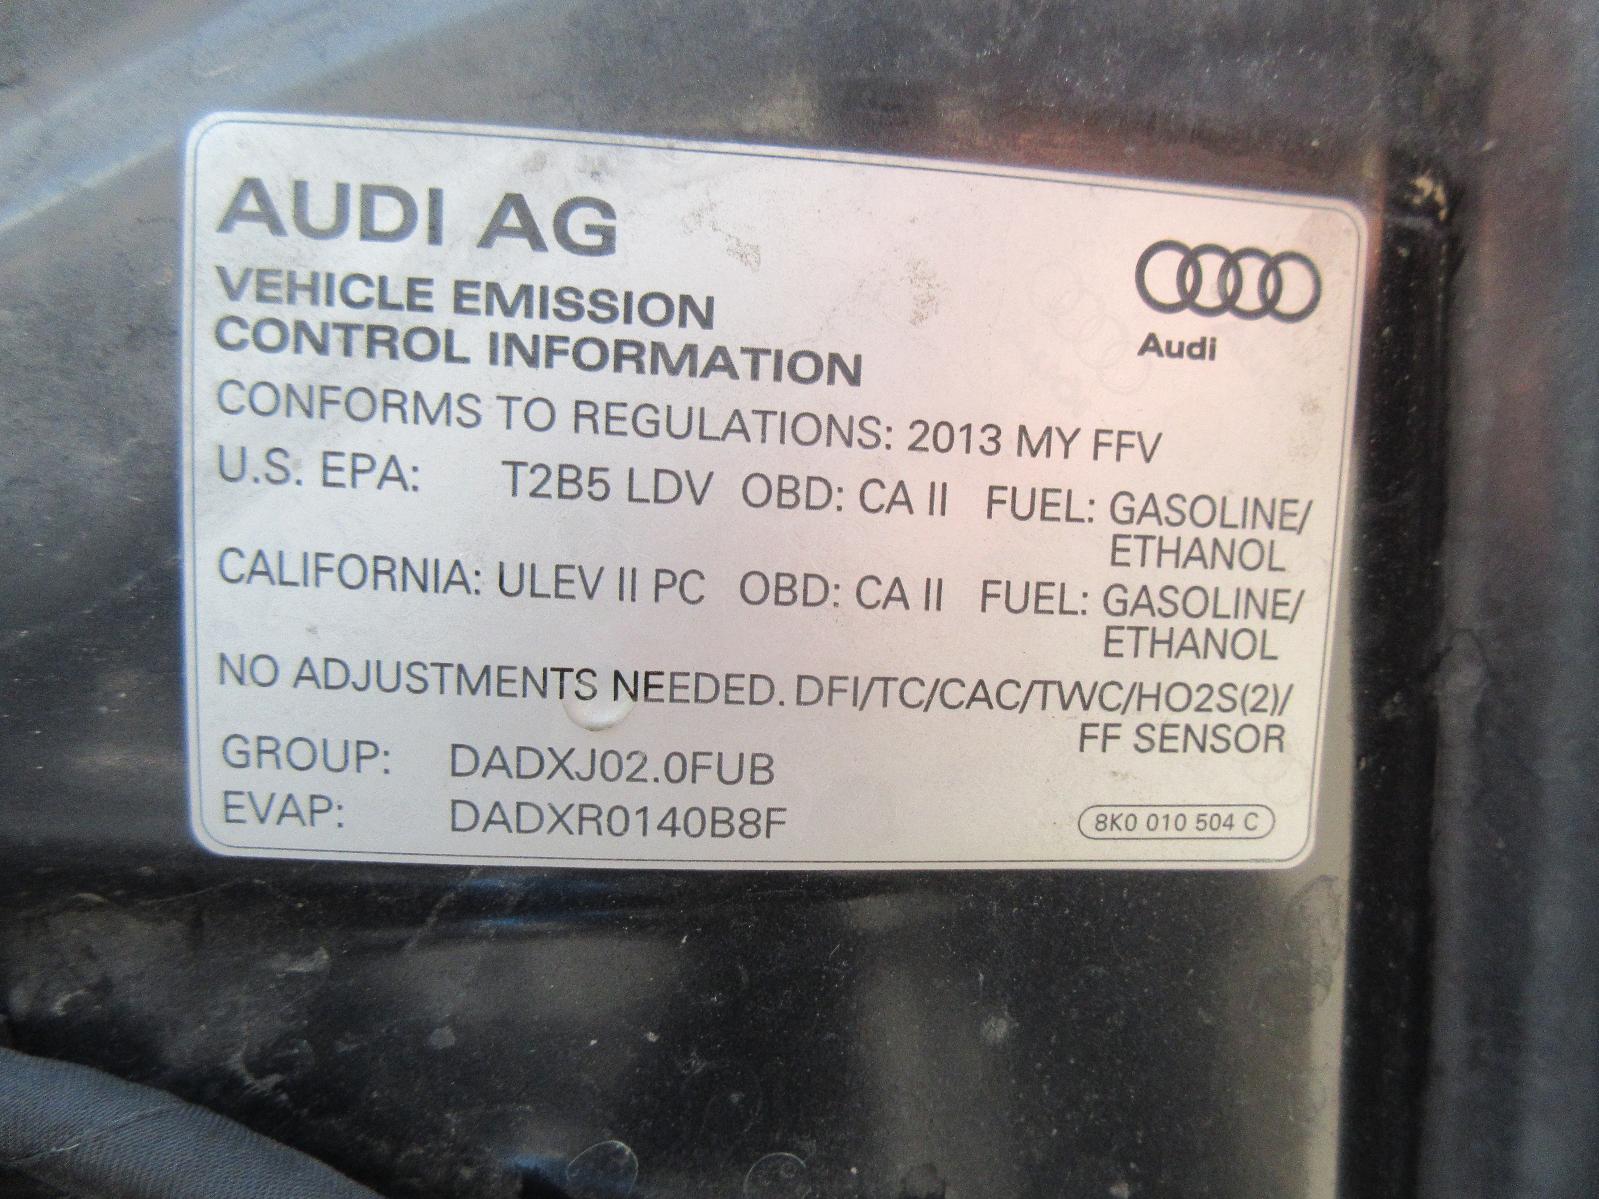 AUDI AG
Audi
VEHICLE EMISSION
CONTROL INFORMATION
CONFORMS TO REGULATIONS: 2013 MY FFV
U.S. EPA: T2B5 LDV OBD: CA II FUEL: GASOLINE/
ETHANOL
CALIFORNIA: ULEV II PC OBD: CA II FUEL: GASOLINE/
ETHANOL
NO ADJUSTMENTS NEEDED. DFI/TC/CAC/TWC/HO2S(2)/
FF SENSOR
GROUP: DADXJ02.0FUB
EVAP: DADXR0140B8F
8K0 010 504 C